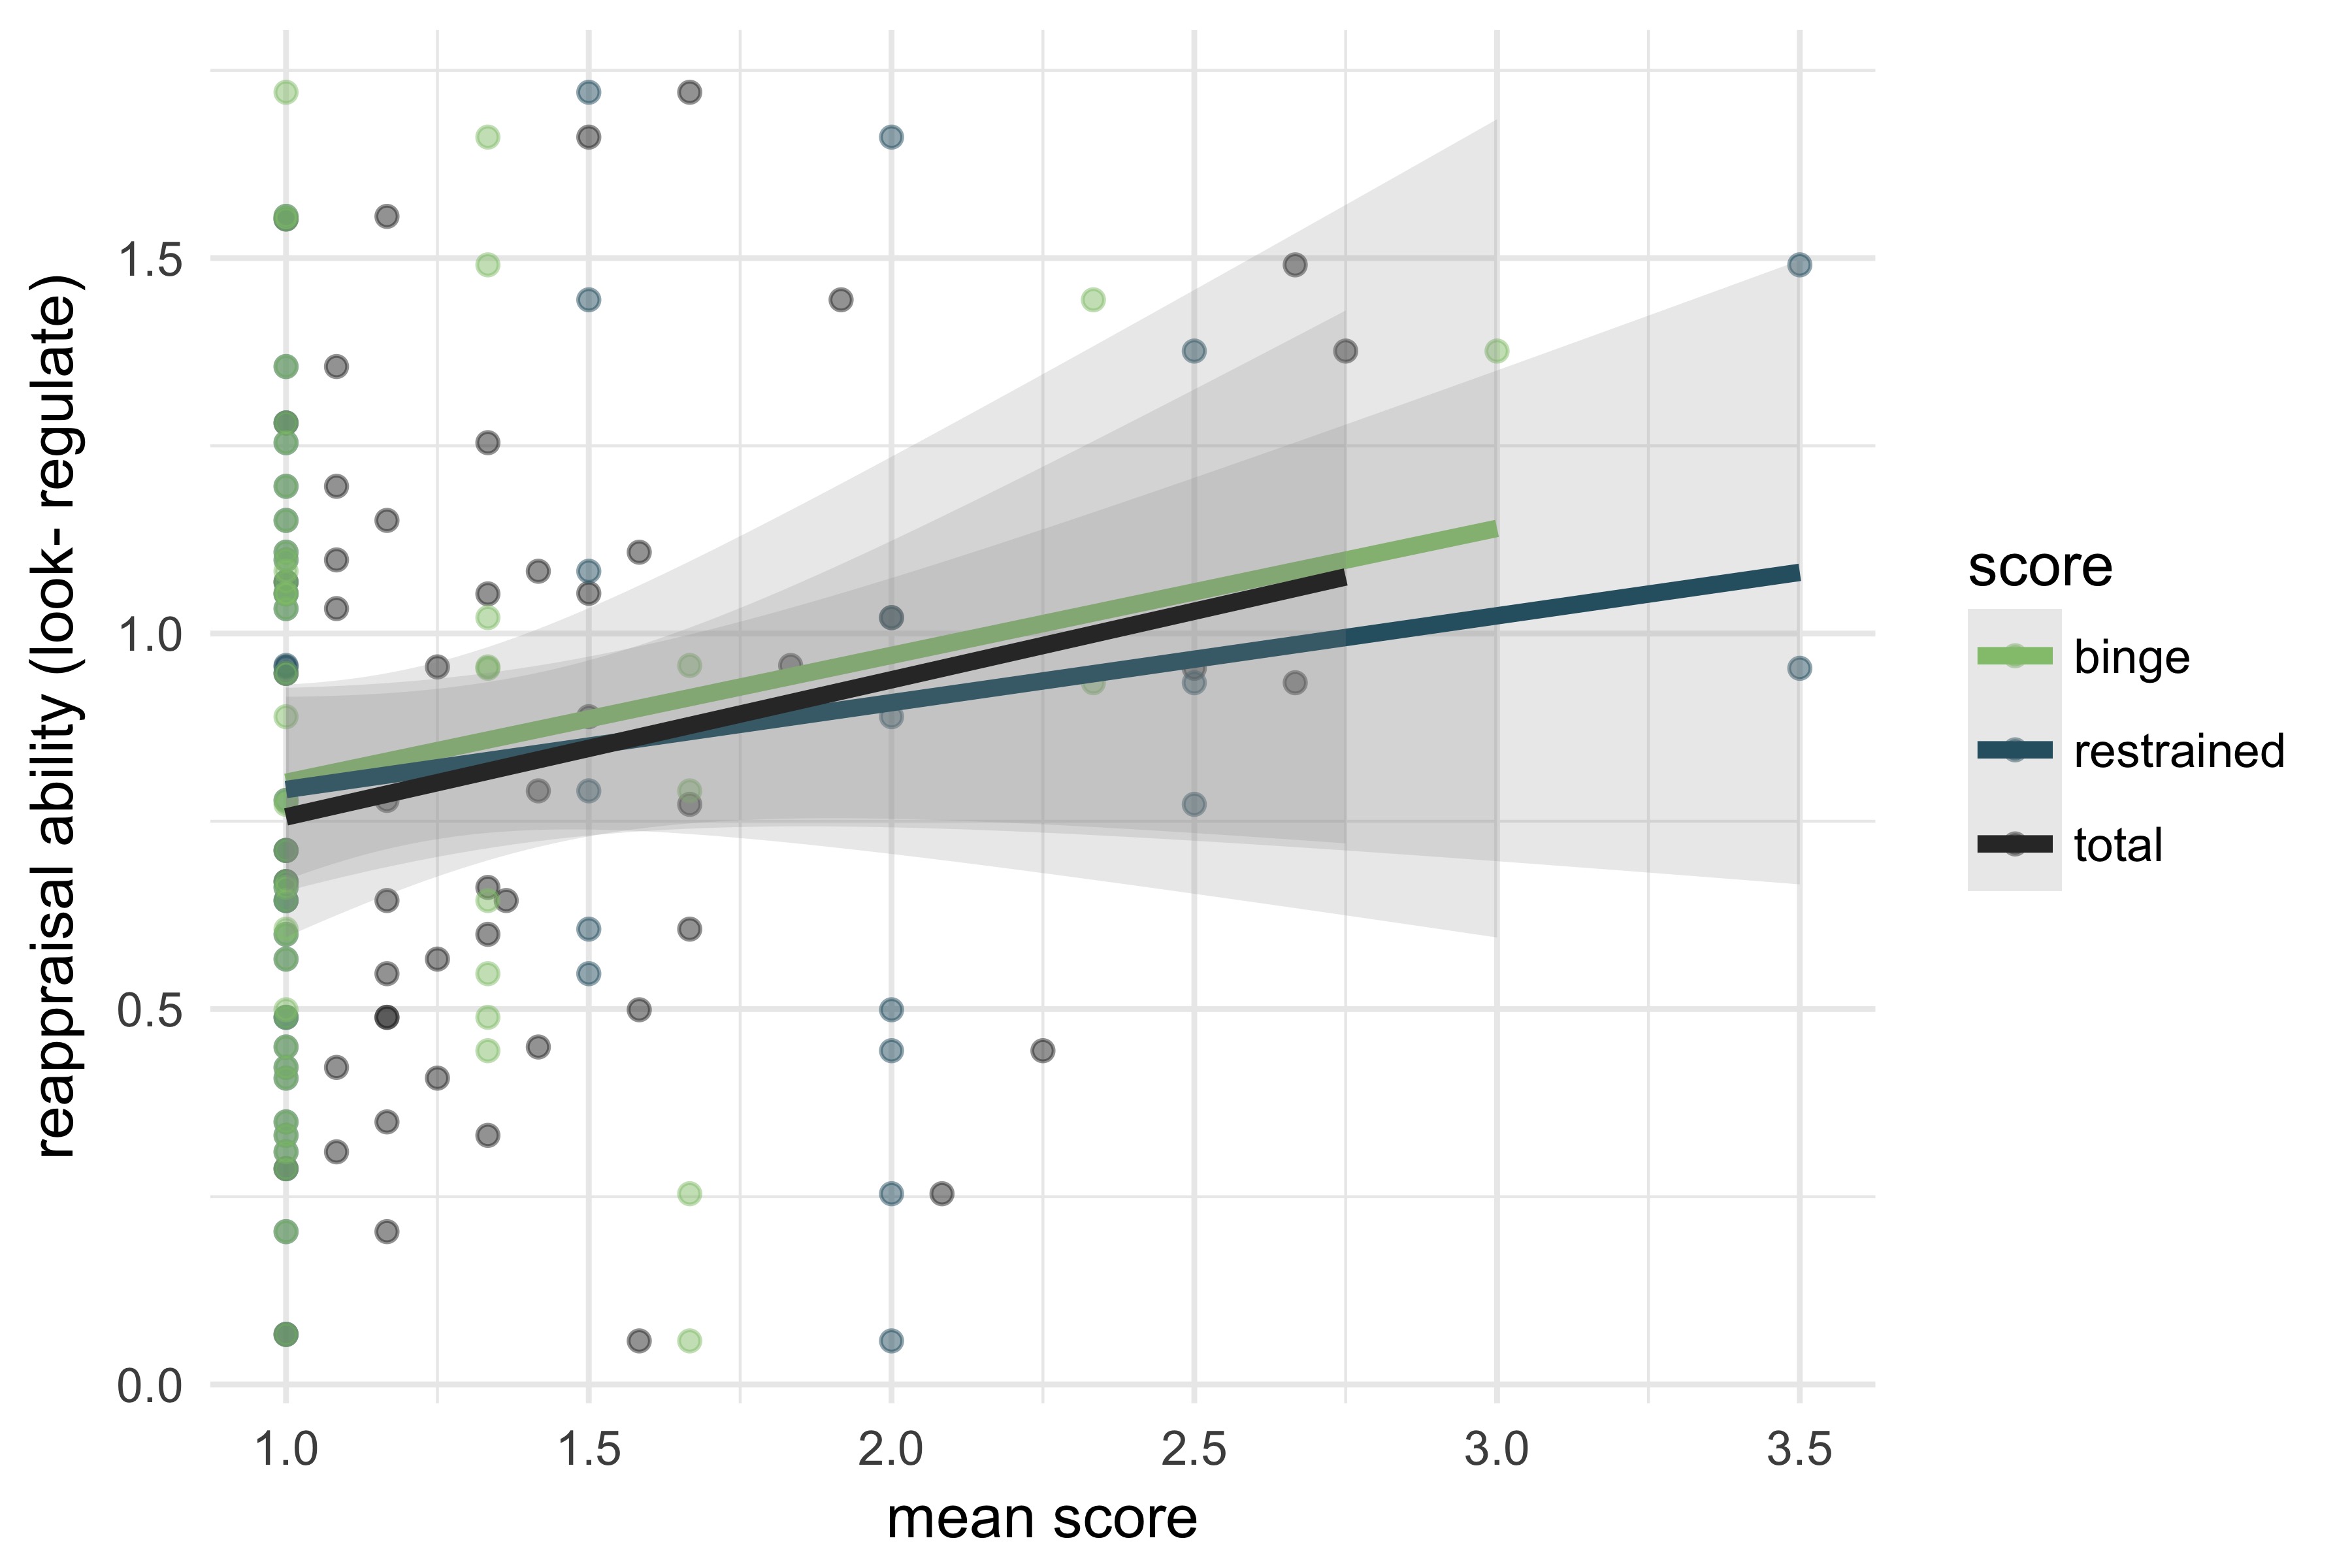 reappraisal ability (look- regulate)
1.5
1.0
0.5
0.0
1.0 1.5 2.0 2.5 3.0 3.5
mean score
score
binge
restrained
total